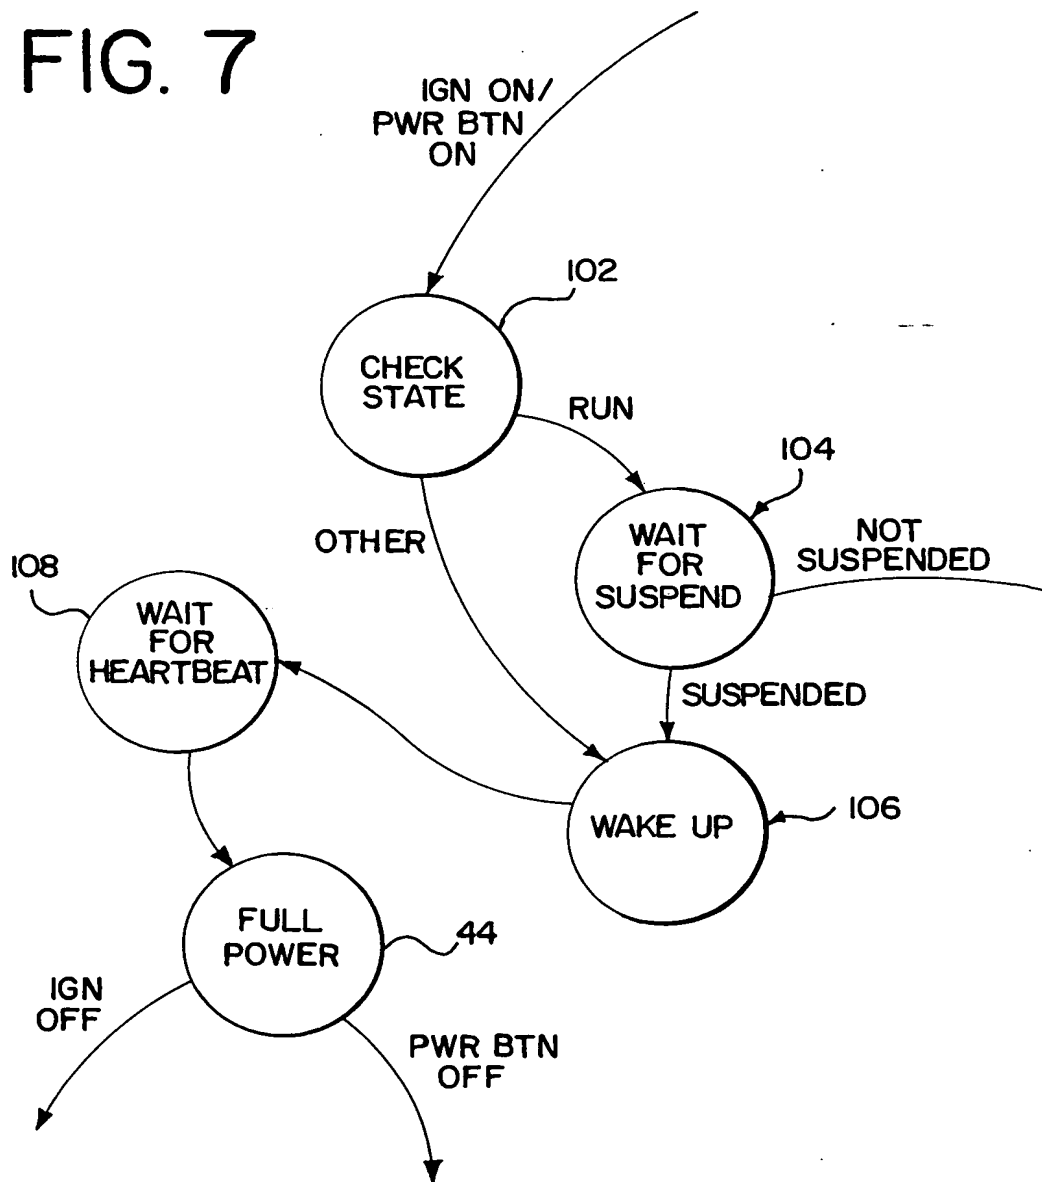 FIG. 7
IGN ON/
PWR BTN
ON
102
CHECK
STATE
RUN
104
WAIT
FOR
SUSPEND
NOT
SUSPENDED
OTHER
108
WAIT
FOR
HEARTBEAT
SUSPENDED
WAKE UP
106
FULL
POWER
44
IGN
OFF
PWR BTN
OFF